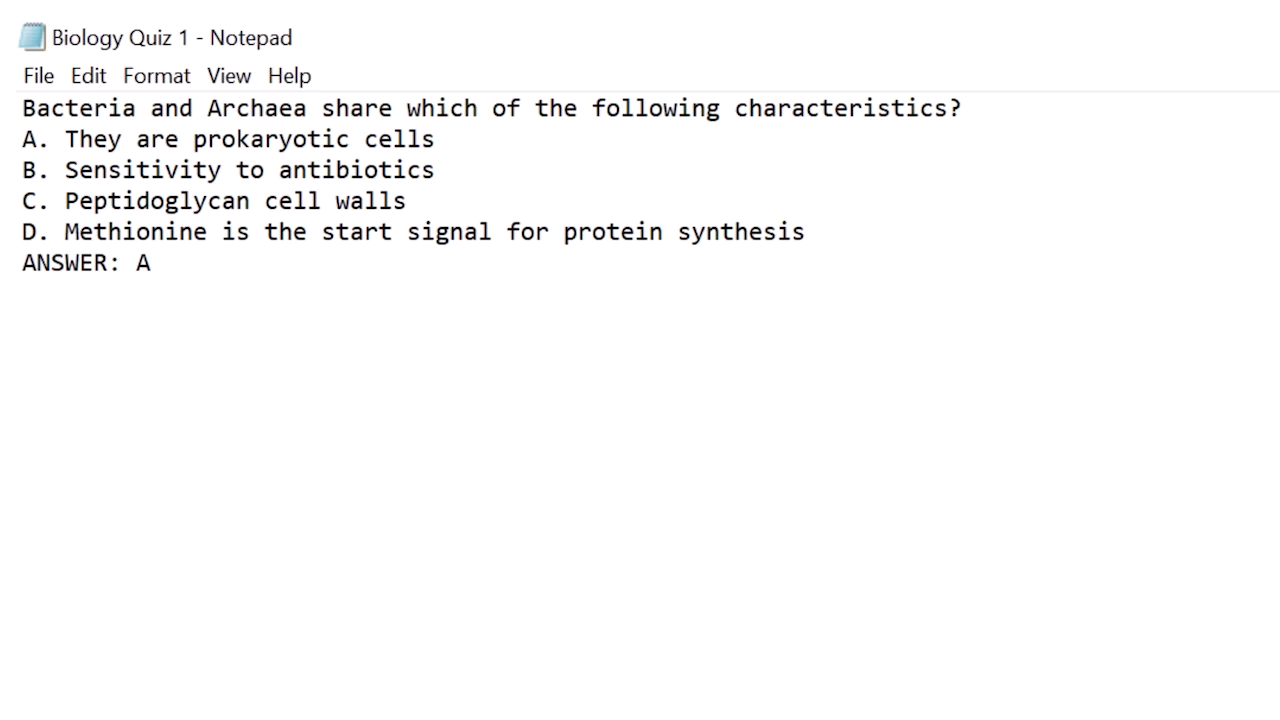 Biology Quiz 1 - Notepad
File Edit Format View Help
Bacteria and Archaea share which of the following characteristics?
A. They are prokaryotic cells
B. Sensitivity to antibiotics
C. Peptidoglycan cell walls
D. Methionine is the start signal for protein synthesis
ANSWER: A